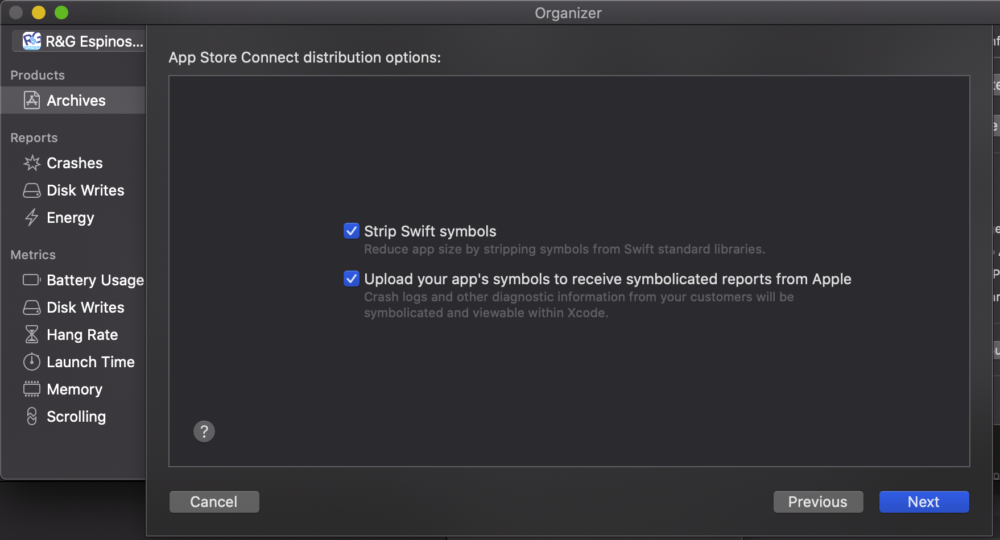 Organizer
R&G Espinos...
Products
Archives
Reports
Crashes
Disk Writes
Energy
Metrics
Battery Usage
Disk Writes
Hang Rate
Launch Time
Memory
Scrolling
App Store Connect distribution options:
Strip Swift symbols
Reduce app size by stripping symbols from Swift standard libraries.
Upload your app's symbols to receive symbolicated reports from Apple
Crash logs and other diagnostic information from your customers will be
symbolicated and viewable within Xcode.
?
Cancel
Previous
Next